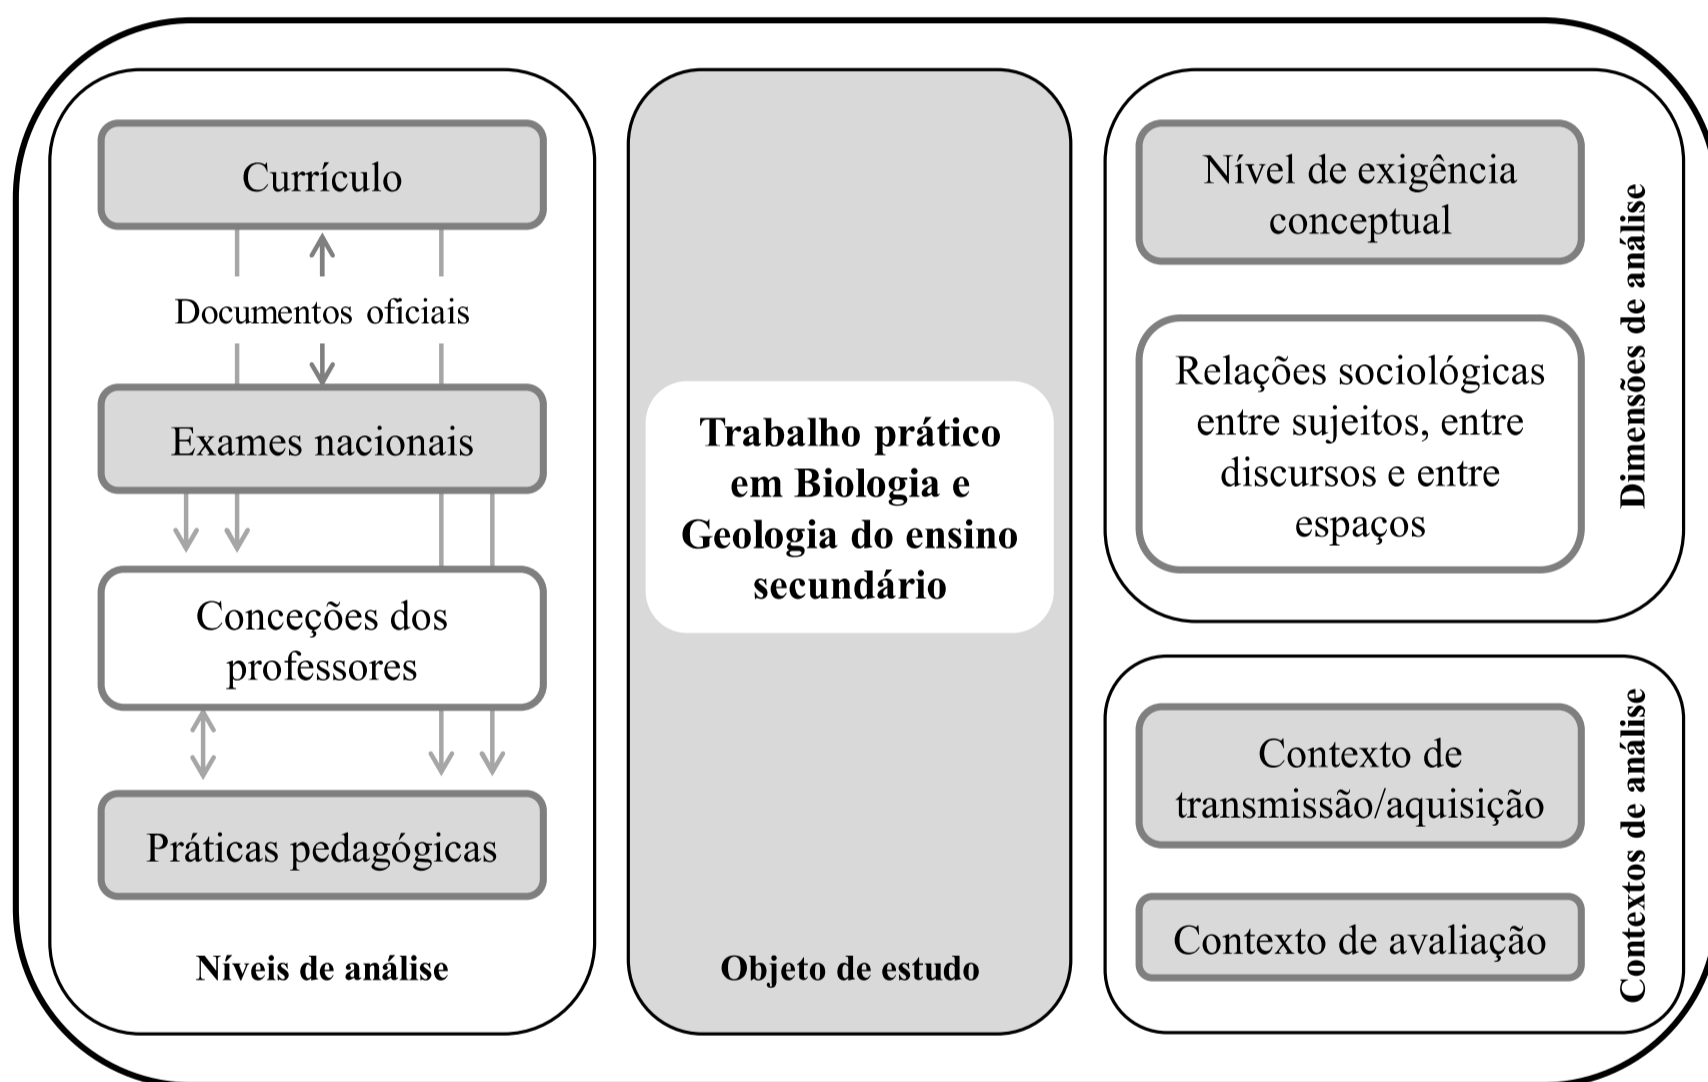 Currículo
Documentos oficiais
Exames nacionais
Conceções dos
professores
Práticas pedagógicas
Níveis de análise
Trabalho prático
em Biologia e
Geologia do ensino
secundário
Objeto de estudo
Nível de exigência
conceptual
Relações sociológicas
entre sujeitos, entre
discursos e entre
espaços
Dimensões de análise
Contexto de
transmissão/aquisição
Contexto de avaliação
Contextos de análise